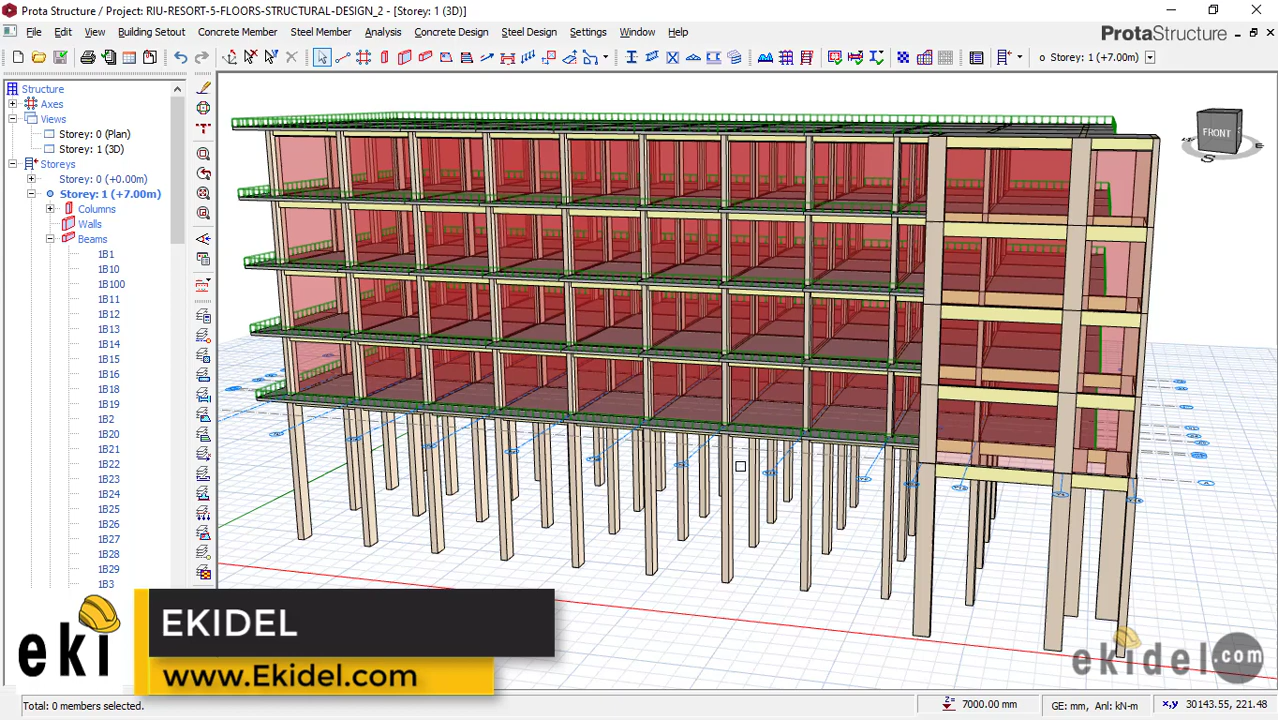 Prota Structure / Project: RIU-RESORT-5-FLOORS-STRUCTURAL-DESIGN_2 - [Storey: 1 (3D)]
File Edit View Building Setout Concrete Member Steel Member Analysis Concrete Design Steel Design Settings Window Help
ProtaStructure
Storey: 1 (+7.00m)
Structure
Axes
Views
Storey: 0 (Plan)
Storey: 1 (3D)
Storeys
Storey: 0 (+0.00m)
Storey: 1 (+7.00m)
Columns
Walls
Beams
1B1
1B10
1B100
1B11
1B12
1B13
1B14
1B15
1B16
1B18
1B19
1B2
1B20
1B21
1B22
1B23
1B24
1B25
1B26
1B27
1B28
1B29
1B3
FRONT
S
E
eki
EKIDEL
www.Ekidel.com
ekidel.com
Total: 0 members selected.
Z= 7000.00 mm
GE: mm, Anl: kN-m
x,y 30143.55, 221.48